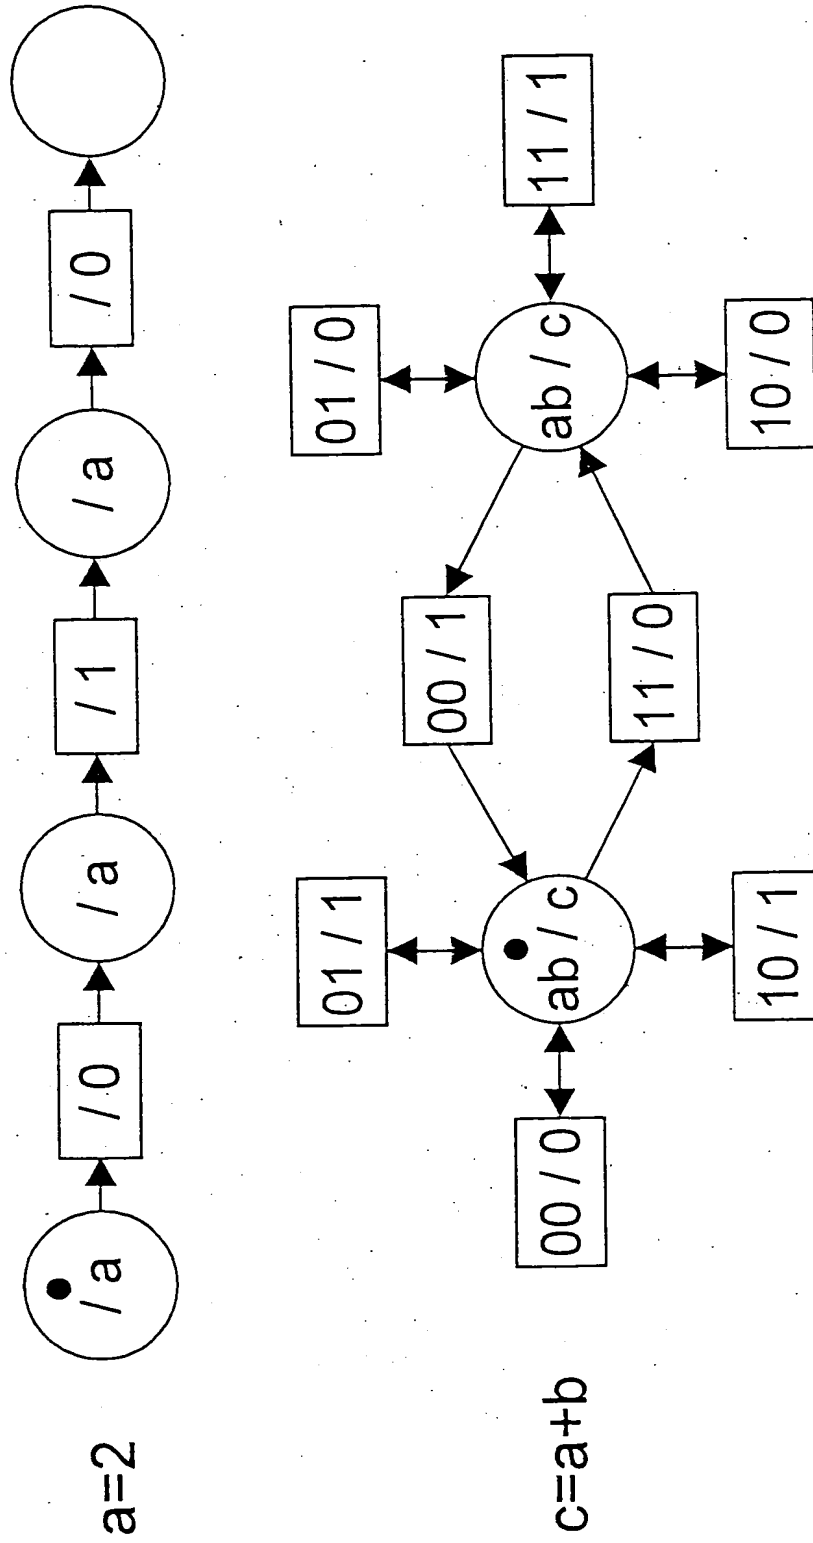 a=2
/ a
/ 0
/ a
/ 1
/ a
/ 0
c=a+b
00 / 0
01 / 1
ab / c
10 / 1
00 / 1
11 / 0
01 / 0
ab / c
10 / 0
11 / 1